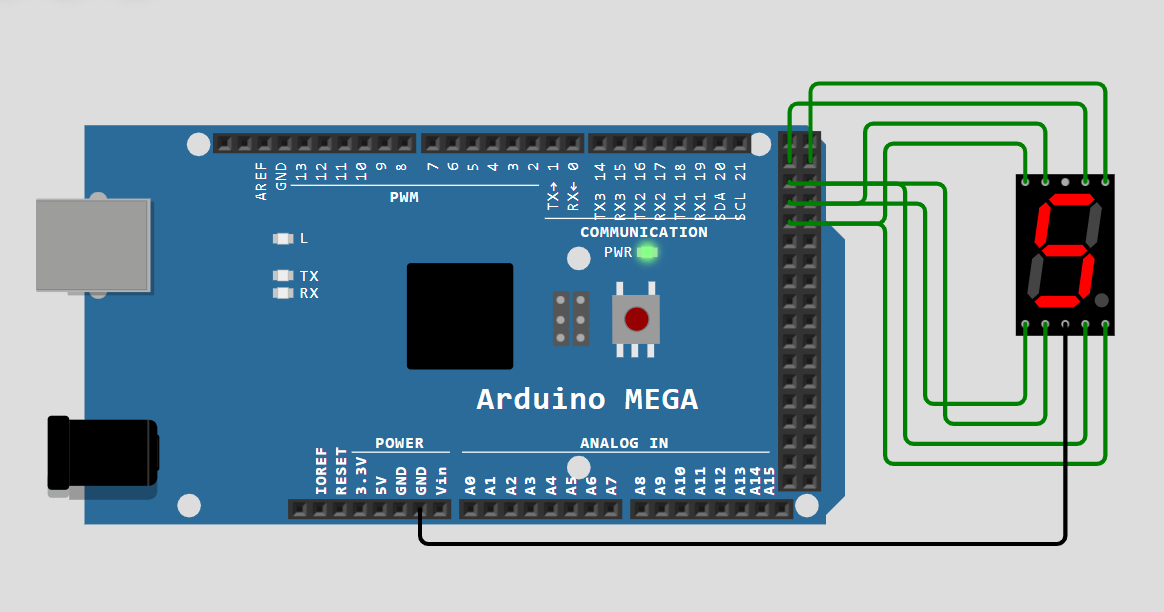 AREF GND 13 12 11 10 9 8 7 6 5 4 3 2 TX→ 1 RX← 0 TX3 14 RX3 15 TX2 16 RX2 17 TX1 18 RX1 19 SDA 20 SCL 21
PWM
COMMUNICATION
L
PWR
TX
RX
Arduino MEGA
POWER
ANALOG IN
IOREF RESET 3.3V 5V GND GND Vin A0 A1 A2 A3 A4 A5 A6 A7 A8 A9 A10 A11 A12 A13 A14 A15
5